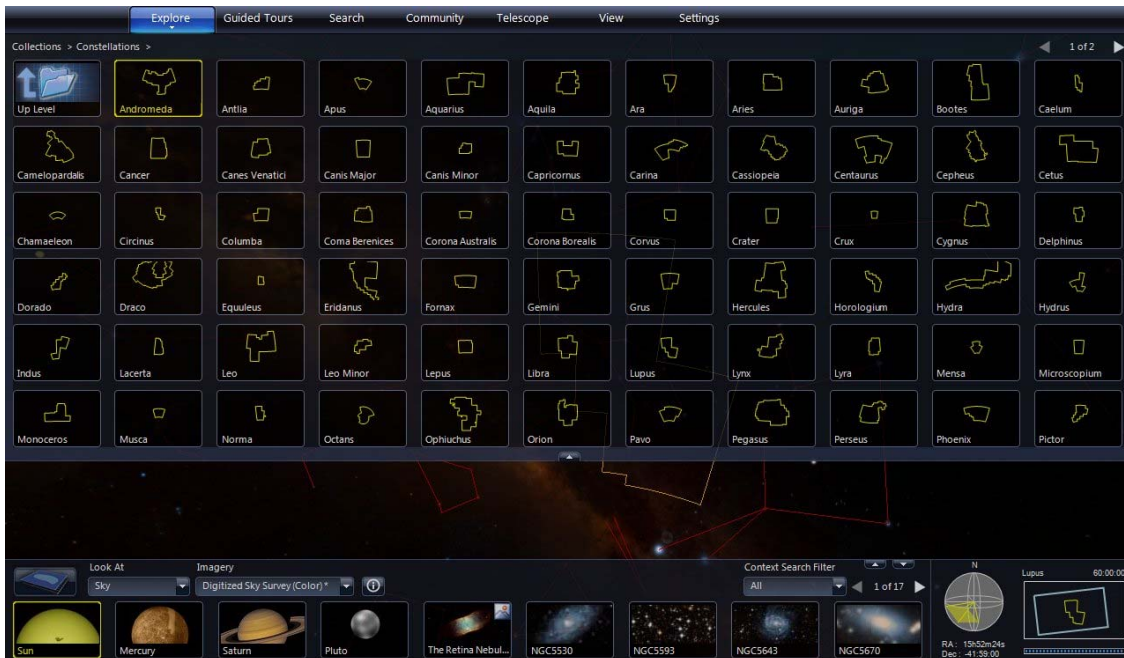 Explore Guided Tours Search Community Telescope View Settings
Collections > Constellations > 1 of 2
Up Level Andromeda Antlia Apus Aquarius Aquila Ara Aries Auriga Bootes Caelum
Camelopardalis Cancer Canes Venatici Canis Major Canis Minor Capricornus Carina Cassiopeia Centaurus Cepheus Cetus
Chamaeleon Circinus Columba Coma Berenices Corona Australis Corona Borealis Corvus Crater Crux Cygnus Delphinus
Dorado Draco Equuleus Eridanus Fornax Gemini Grus Hercules Horologium Hydra Hydrus
Indus Lacerta Leo Leo Minor Lepus Libra Lupus Lynx Lyra Mensa Microscopium
Monoceros Musca Norma Octans Ophiuchus Orion Pavo Pegasus Perseus Phoenix Pictor
Look At Imagery Context Search Filter N Lupus 60:00:00
Sky Digitized Sky Survey (Color) * All 1 of 17
Sun Mercury Saturn Pluto The Retina Nebul... NGC5530 NGC5593 NGC5643 NGC5670
RA : 15h52m24s
Dec : -41:59:00